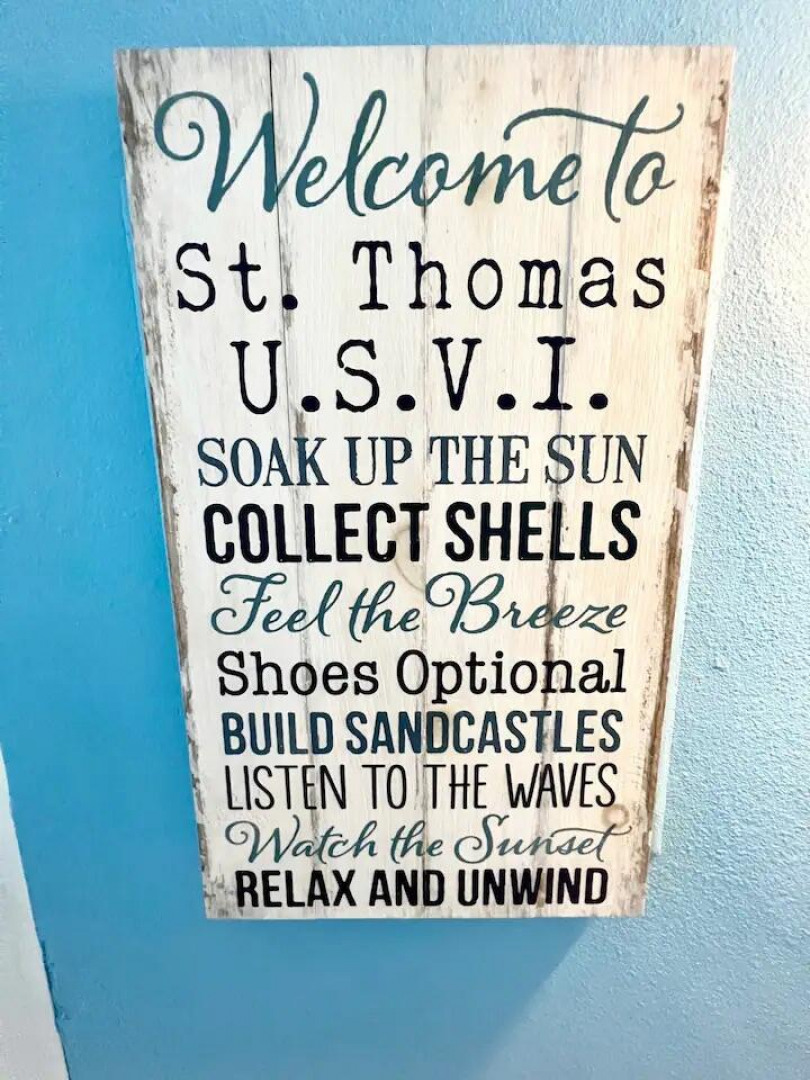 Welcome to
St. Thomas
U.S.V.I.
SOAK UP THE SUN
COLLECT SHELLS
Feel the Breeze
Shoes Optional
BUILD SANDCASTLES
LISTEN TO THE WAVES
Watch the Sunset
RELAX AND UNWIND